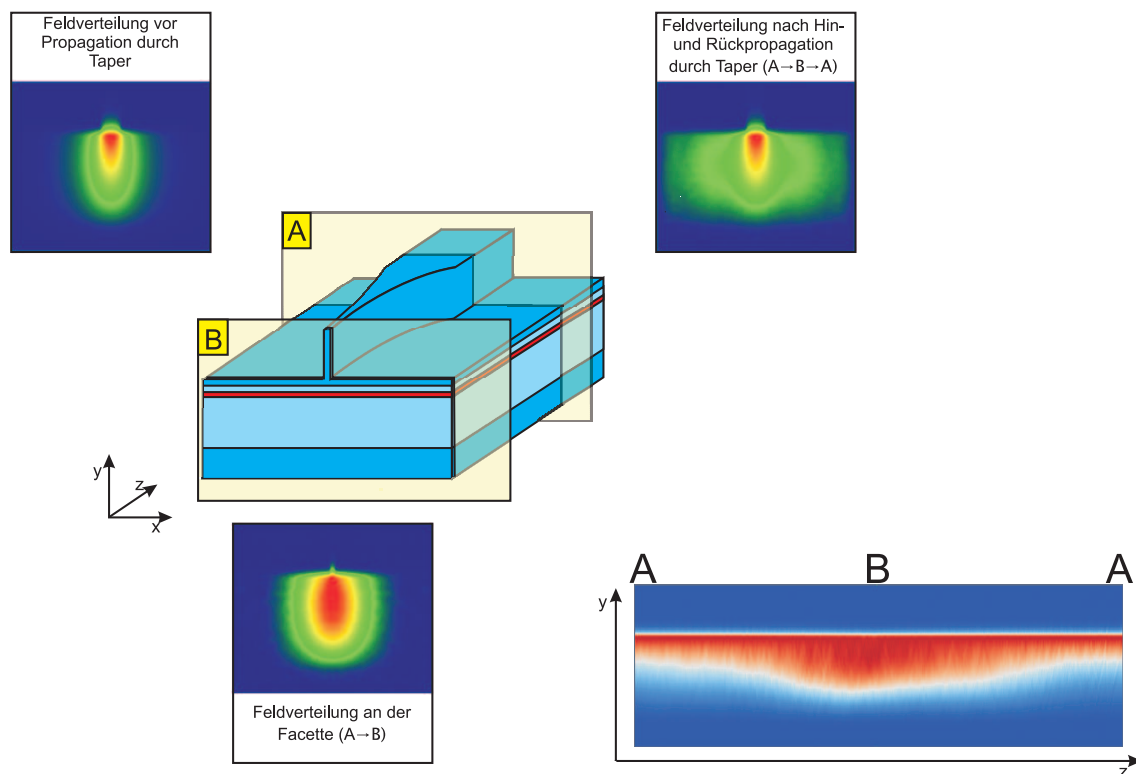 Feldverteilung vor
Propagation durch
Taper
Feldverteilung nach Hin-
und Rückpropagation
durch Taper (A→B→A)
A
B
y
z
x
Feldverteilung an der
Facette (A→B)
A
B
A
y
z